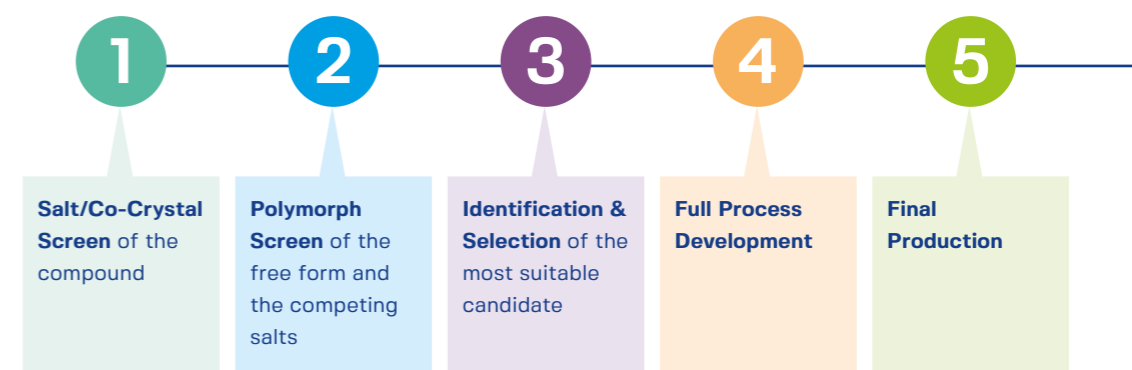 1
2
3
4
5
Salt/Co-Crystal
Screen of the
compound
Polymorph
Screen of the
free form and
the competing
salts
Identification &
Selection of the
most suitable
candidate
Full Process
Development
Final
Production